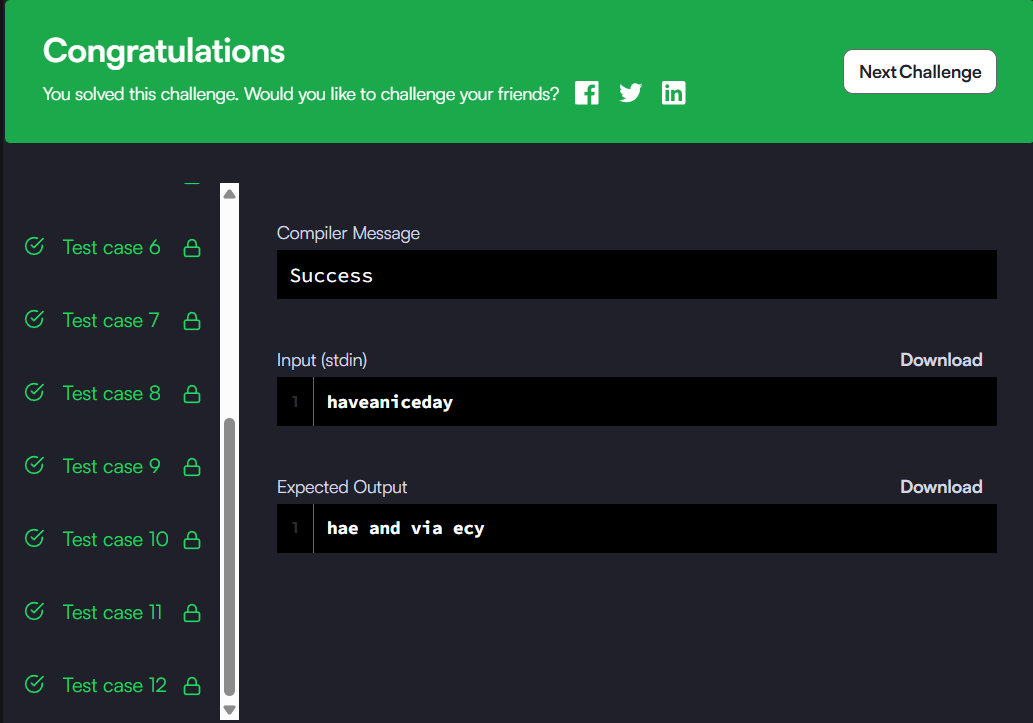 Congratulations
You solved this challenge. Would you like to challenge your friends?
Next Challenge
Test case 6
Test case 7
Test case 8
Test case 9
Test case 10
Test case 11
Test case 12
Compiler Message
Success
Input (stdin)
Download
1 haveaniceday
Expected Output
Download
1 hae and via ecy